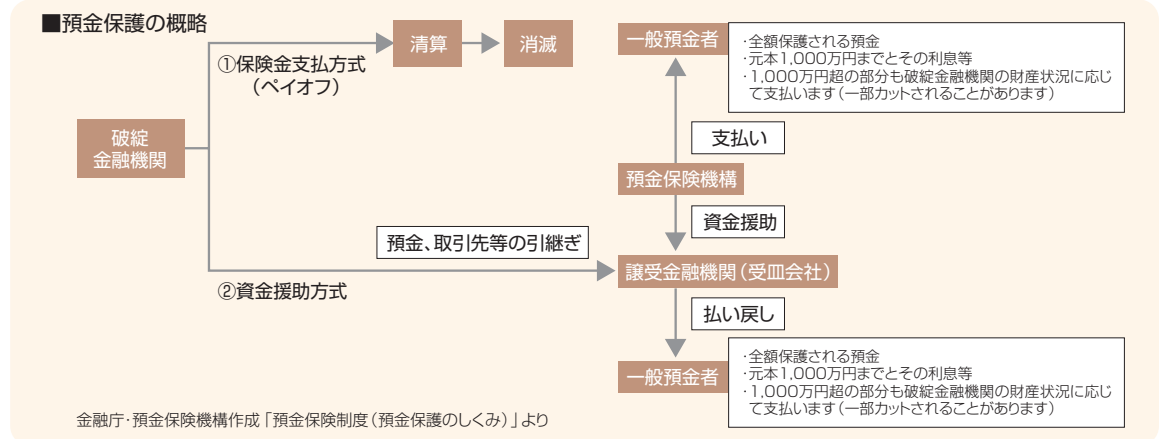 ■預金保護の概略
①保険金支払方式
(ペイオフ)
清算
消滅
破綻
金融機関
預金、取引先等の引継ぎ
②資金援助方式
一般預金者
・全額保護される預金
・元本1,000万円までとその利息等
・1,000万円超の部分も破綻金融機関の財産状況に応じ
て支払います(一部カットされることがあります)
支払い
預金保険機構
資金援助
譲受金融機関(受皿会社)
払い戻し
一般預金者
・全額保護される預金
・元本1,000万円までとその利息等
・1,000万円超の部分も破綻金融機関の財産状況に応じ
て支払います(一部カットされることがあります)
金融庁・預金保険機構作成「預金保険制度(預金保護のしくみ)」より